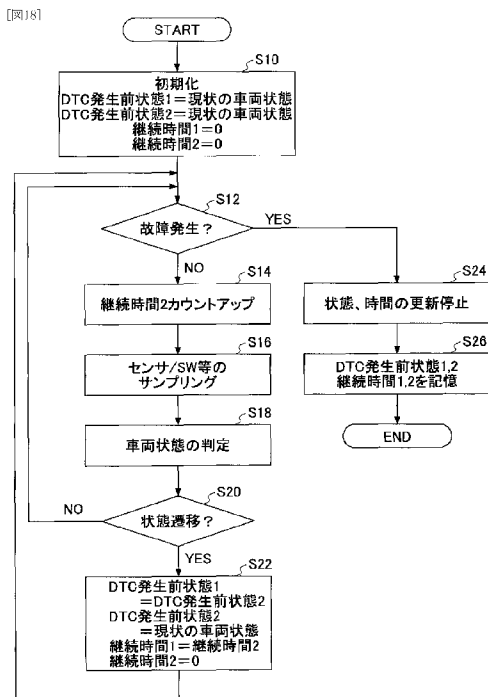 [図18]
START
S10
初期化
DTC発生前状態1=現状の車両状態
DTC発生前状態2=現状の車両状態
継続時間1=0
継続時間2=0
S12
故障発生?
YES
NO
S14
継続時間2カウントアップ
S16
センサ/SW等の
サンプリング
S18
車両状態の判定
S20
状態遷移?
NO
YES
S22
DTC発生前状態1
=DTC発生前状態2
DTC発生前状態2
=現状の車両状態
継続時間1=継続時間2
継続時間2=0
S24
状態、時間の更新停止
S26
DTC発生前状態1,2
継続時間1,2を記憶
END